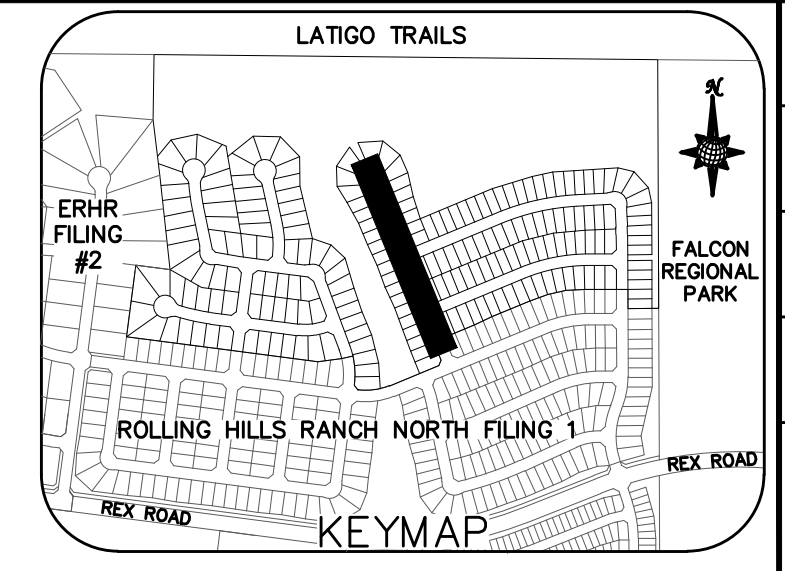 LATIGO TRAILS
N
ERHR
FILING
#2
FALCON
REGIONAL
PARK
ROLLING HILLS RANCH NORTH FILING 1
REX ROAD
REX ROAD
KEYMAP